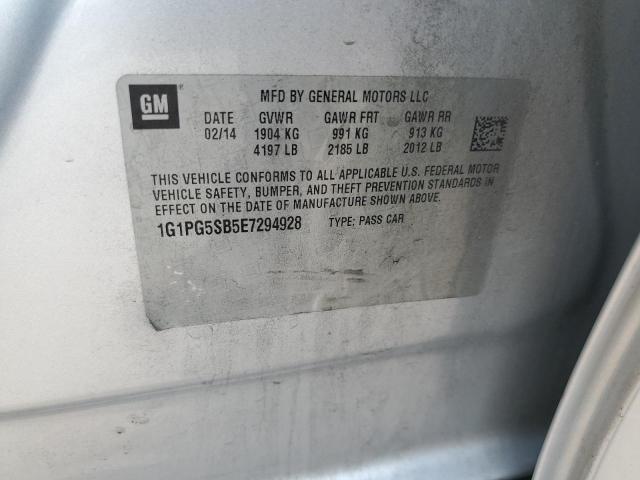 GM
MFD BY GENERAL MOTORS LLC
DATE GVWR GAWR FRT GAWR RR
02/14 1904 KG 991 KG 913 KG
4197 LB 2185 LB 2012 LB
THIS VEHICLE CONFORMS TO ALL APPLICABLE U.S. FEDERAL MOTOR
VEHICLE SAFETY, BUMPER, AND THEFT PREVENTION STANDARDS IN
EFFECT ON THE DATE OF MANUFACTURE SHOWN ABOVE.
1G1PG5SB5E7294928 TYPE: PASS CAR